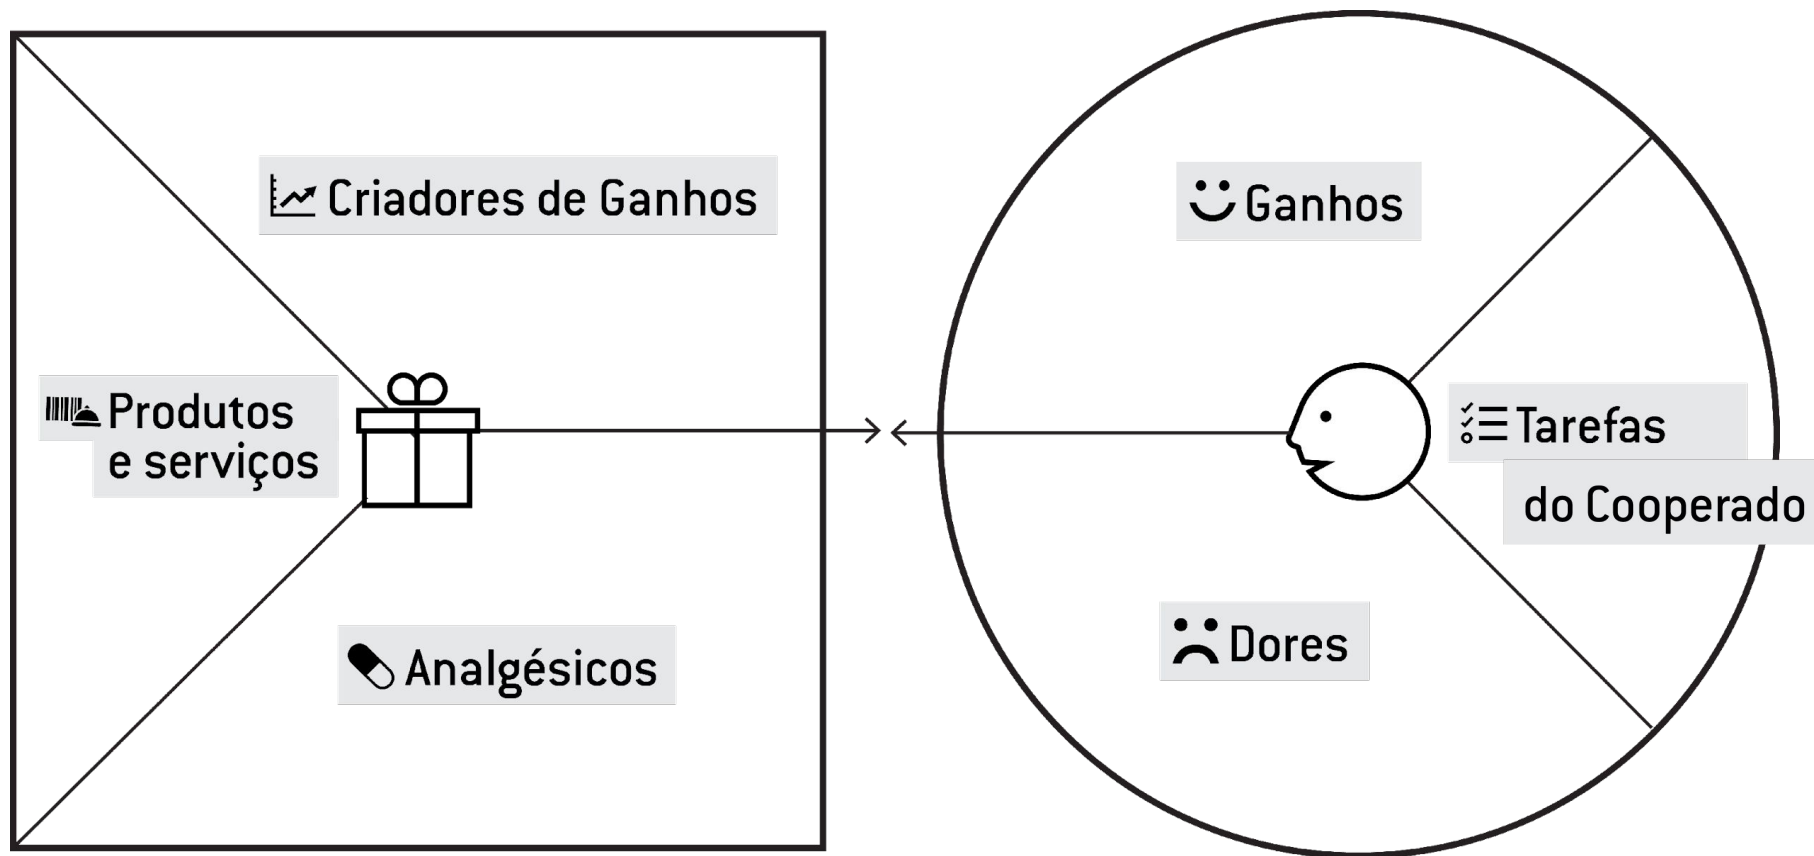 Criadores de Ganhos
Produtos
e serviços
Analgésicos
Ganhos
Tarefas
do Cooperado
Dores